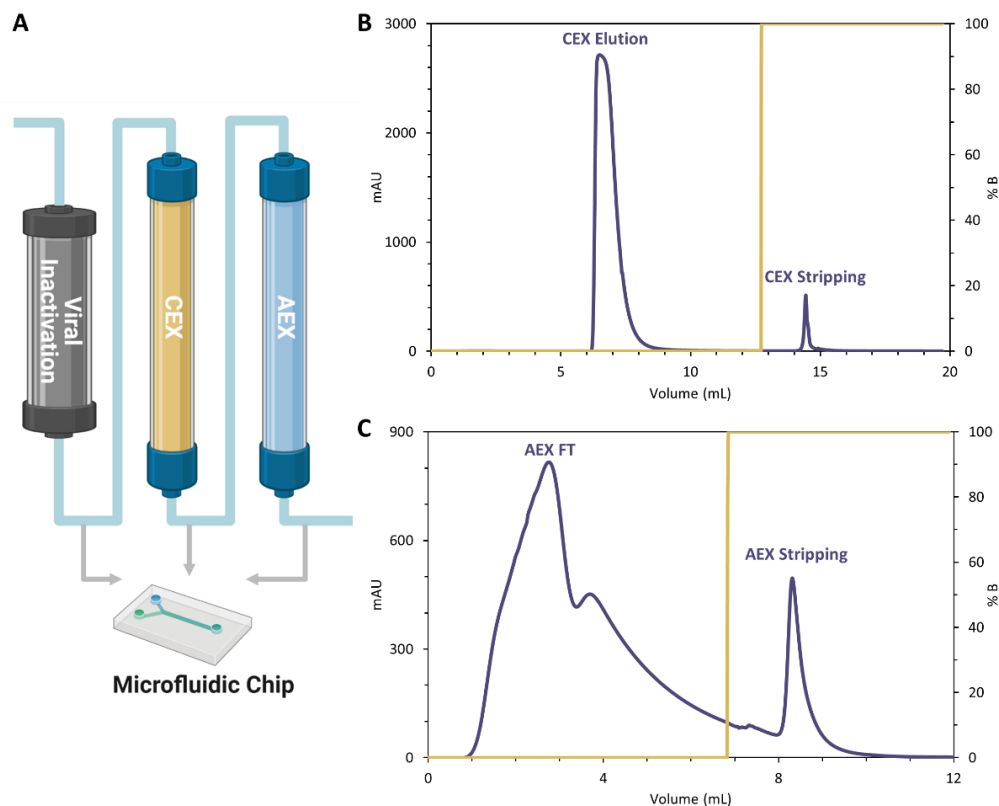 A
Viral
Inactivation
CEX
AEX
Microfluidic Chip
B
3000
2000
1000
0
mAU
CEX Elution
CEX Stripping
100
80
60
40
20
0
% B
0
5
10
15
20
Volume (mL)
C
900
600
300
0
mAU
AEX FT
AEX Stripping
100
80
60
40
20
0
% B
0
4
8
12
Volume (mL)